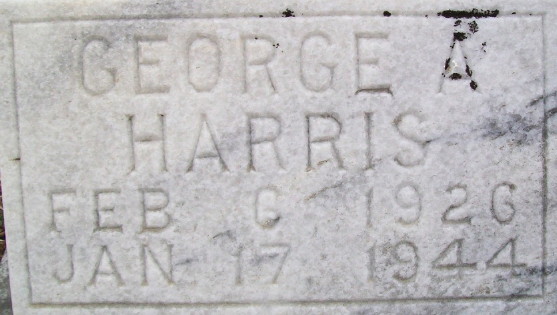 GEORGE A
HARRIS
FEB 6 1926
JAN. 17, 1944